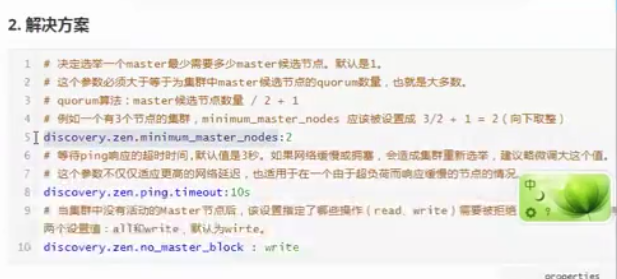 2. 解决方案
1 # 决定选举一个master最少需要多少master候选节点。默认是1。
2 # 这个参数必须大于等于为集群中master候选节点的quorum数量，也就是大多数。
3 # quorum算法：master候选节点数量 / 2 + 1
4 # 例如一个有3个节点的集群，minimum_master_nodes 应该被设置成 3/2 + 1 = 2（向下取整）
5 discovery.zen.minimum_master_nodes:2
6 # 等待ping响应的超时时间,默认值是3秒。如果网络缓慢或拥塞，会造成集群重新选举，建议略微调大这个值。
7 # 这个参数不仅仅适应更高的网络延迟，也适用于在一个由于超负荷而响应缓慢的节点的情况。
8 discovery.zen.ping.timeout:10s
9 # 当集群中没有活动的Master节点后，该设置指定了哪些操作（read、write）需要被拒绝
两个设置值：all和write，默认为wirte。
10 discovery.zen.no_master_block : write
中
properties